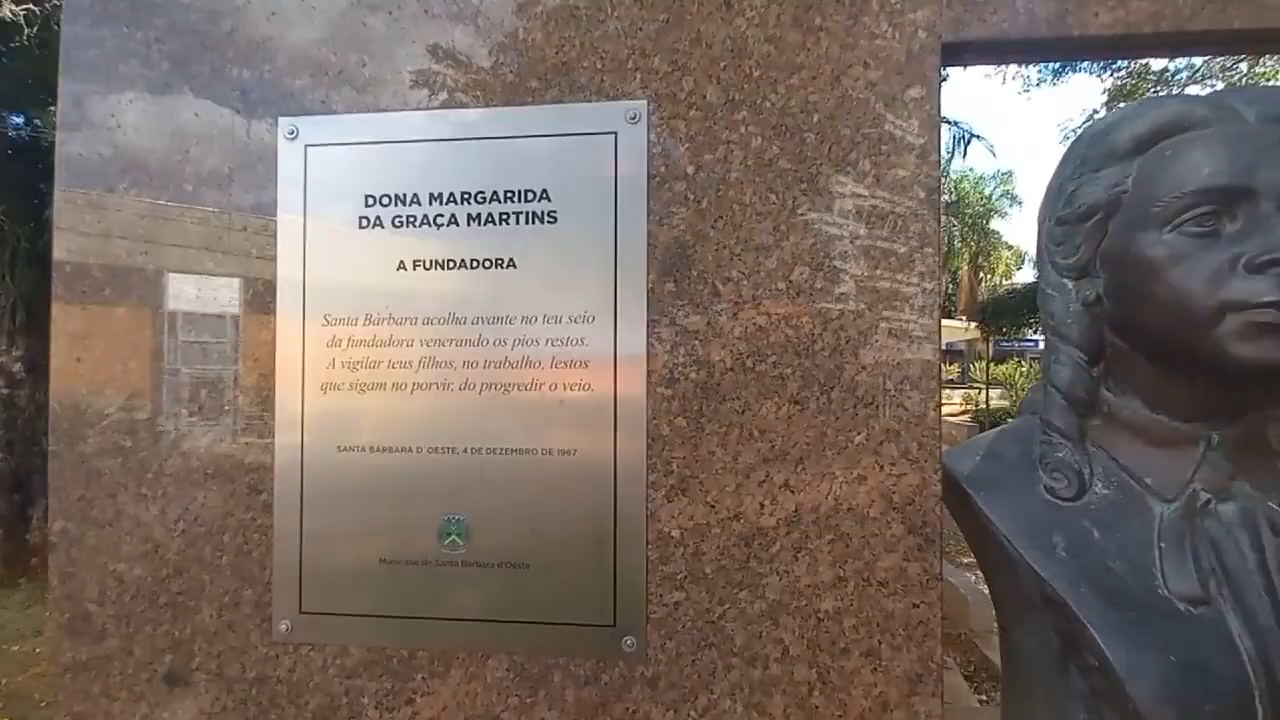 DONA MARGARIDA
DA GRAÇA MARTINS
A FUNDADORA
Santa Bárbara acolha avante no teu seio
da fundadora venerando os pios restos.
A vigilar teus filhos, no trabalho, lestos
que sigam no porvir, do progredir o veio.
SANTA BÁRBARA D'OESTE, 4 DE DEZEMBRO DE 1967
Município de Santa Bárbara d'Oeste